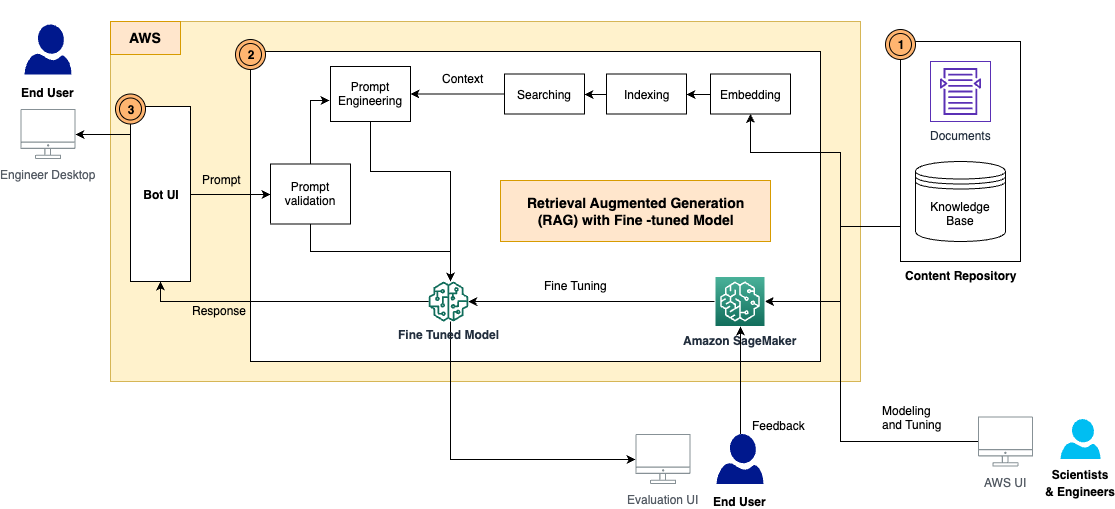 AWS
2
1
End User
3
Prompt
Engineering
Context
Searching
Indexing
Embedding
Documents
Engineer Desktop
Bot UI
Prompt
Prompt
validation
Retrieval Augmented Generation
(RAG) with Fine -tuned Model
Knowledge
Base
Content Repository
Response
Fine Tuning
Fine Tuned Model
Amazon SageMaker
Feedback
Modeling
and Tuning
Evaluation UI
End User
AWS UI
Scientists
& Engineers